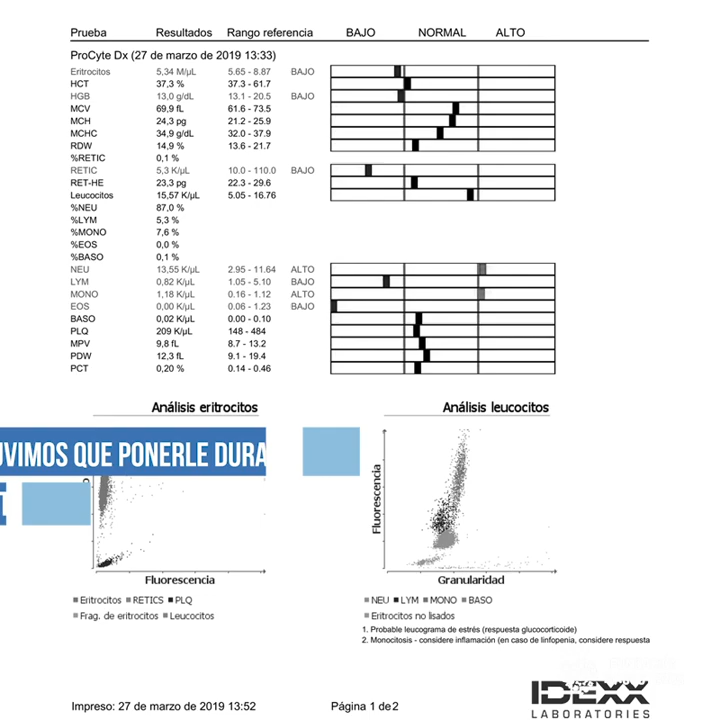 Prueba Resultados Rango referencia BAJO NORMAL ALTO
ProCyte Dx (27 de marzo de 2019 13:33)
Eritrocitos 5,34 M/µL 5.65 - 8.87 BAJO
HCT 37,3 % 37.3 - 61.7
HGB 13,0 g/dL 13.1 - 20.5 BAJO
MCV 69,9 fL 61.6 - 73.5
MCH 24,3 pg 21.2 - 25.9
MCHC 34,9 g/dL 32.0 - 37.9
RDW 14,9 % 13.6 - 21.7
%RETIC 0,1 %
RETIC 5,3 K/µL 10.0 - 110.0 BAJO
RET-HE 23,3 pg 22.3 - 29.6
Leucocitos 15,57 K/µL 5.05 - 16.76
%NEU 87,0 %
%LYM 5,3 %
%MONO 7,6 %
%EOS 0,0 %
%BASO 0,1 %
NEU 13,55 K/µL 2.95 - 11.64 ALTO
LYM 0,82 K/µL 1.05 - 5.10 BAJO
MONO 1,18 K/µL 0.16 - 1.12 ALTO
EOS 0,00 K/µL 0.06 - 1.23 BAJO
BASO 0,02 K/µL 0.00 - 0.10
PLQ 209 K/µL 148 - 484
MPV 9,8 fL 8.7 - 13.2
PDW 12,3 fL 9.1 - 19.4
PCT 0,20 % 0.14 - 0.46
Análisis eritrocitos Análisis leucocitos
UVIMOS QUE PONERLE DURA
Fluorescencia
Fluorescencia Granularidad
Eritrocitos RETICS PLQ
Frag. de eritrocitos Leucocitos
NEU LYM MONO BASO
Eritrocitos no lisados
1. Probable leucograma de estrés (respuesta glucocorticoide)
2. Monocitosis - considere inflamación (en caso de linfopenia, considere respuesta
Impreso: 27 de marzo de 2019 13:52 Página 1 de2
IDEXX
LABORATORIES